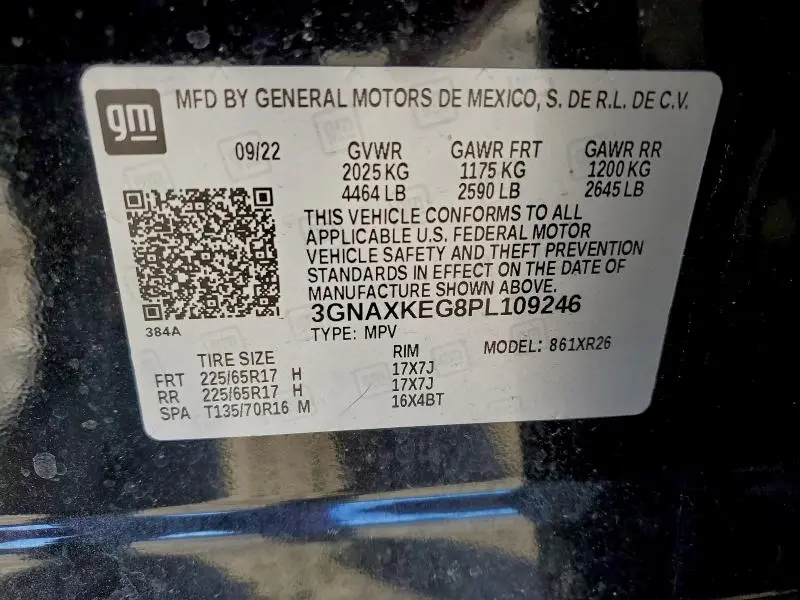 gm
MFD BY GENERAL MOTORS DE MEXICO, S. DE R.L. DE C.V.
09/22 GVWR GAWR FRT GAWR RR
2025 KG 1175 KG 1200 KG
4464 LB 2590 LB 2645 LB
THIS VEHICLE CONFORMS TO ALL
APPLICABLE U.S. FEDERAL MOTOR
VEHICLE SAFETY AND THEFT PREVENTION
STANDARDS IN EFFECT ON THE DATE OF
MANUFACTURE SHOWN ABOVE.
3GNAXKEG8PL109246
384A
TYPE: MPV MODEL: 861XR26
TIRE SIZE RIM
FRT 225/65R17 H 17X7J
RR 225/65R17 H 17X7J
SPA T135/70R16 M 16X4BT